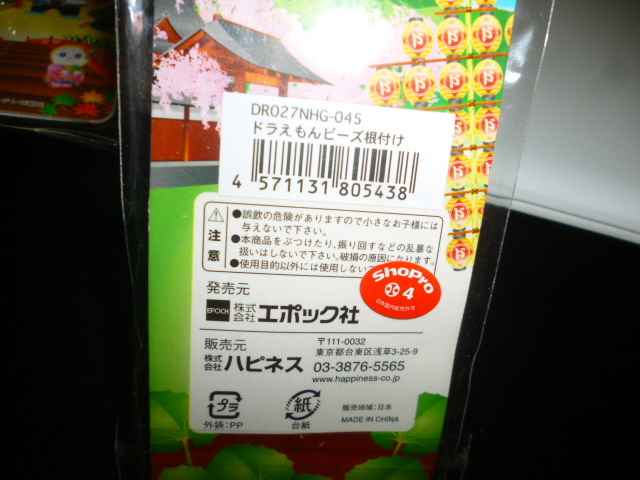 DR027NHG-045
ドラえもんビーズ根付け
4 571131 805438
注意
●誤飲の危険がありますので小さなお子様には
与えないで下さい。
●本商品をぶつけたり、振り回すなどの乱暴な
扱いはしないで下さい。破損の原因になります。
●使用目的以外には使用しない
ShoPro
4
日本国内販売許可
発売元
EPOCH 株式会社 エポック社
販売元
株式会社 ハピネス
〒111-0032
東京都台東区浅草3-25-9
03-3876-5565
www.happiness-co.jp
プラ
外袋:PP
紙
台紙
販売地域:日本
MADE IN CHINA